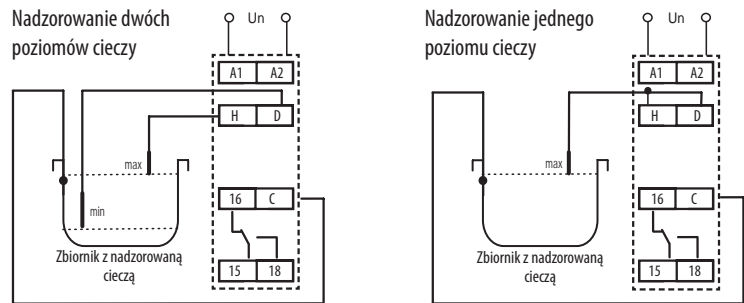 Nadzorowanie dwóch
poziomów cieczy
Un
A1 A2
H D
max
min
16 C
Zbiornik z nadzorowaną
cieczą
15 18
Nadzorowanie jednego
poziomu cieczy
Un
A1 A2
H D
max
16 C
Zbiornik z nadzorowaną
cieczą
15 18